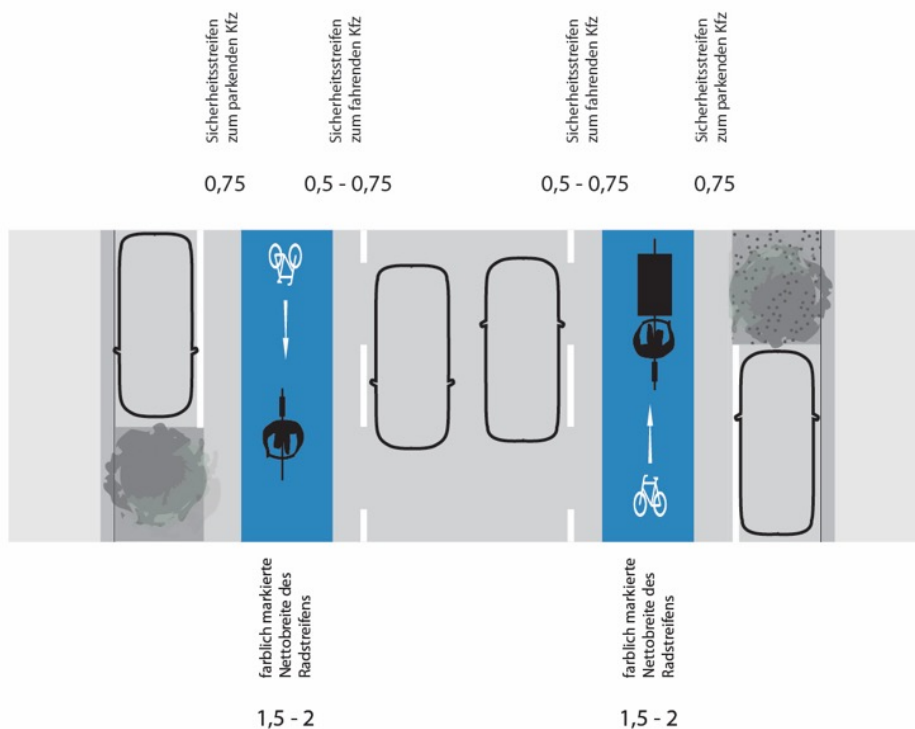 Sicherheitsstreifen
zum parkenden Kfz
Sicherheitsstreifen
zum fahrenden Kfz
Sicherheitsstreifen
zum fahrenden Kfz
Sicherheitsstreifen
zum parkenden Kfz
0,75
0,5 - 0,75
0,5 - 0,75
0,75
farblich markierte
Nettobreite des
Radstreifens
farblich markierte
Nettobreite des
Radstreifens
1,5 - 2
1,5 - 2